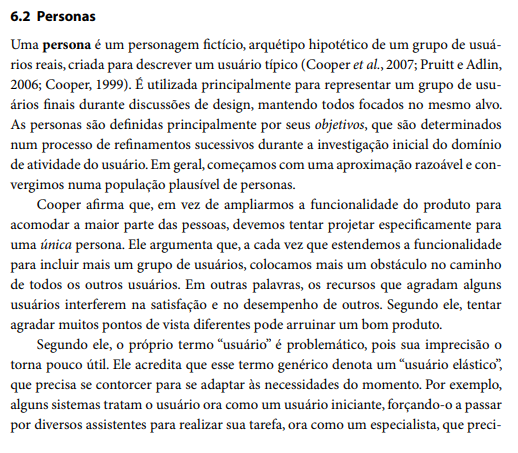 6.2 Personas
Uma persona é um personagem fictício, arquétipo hipotético de um grupo de usuá-
rios reais, criada para descrever um usuário típico (Cooper et al., 2007; Pruitt e Adlin,
2006; Cooper, 1999). É utilizada principalmente para representar um grupo de usu-
ários finais durante discussões de design, mantendo todos focados no mesmo alvo.
As personas são definidas principalmente por seus objetivos, que são determinados
num processo de refinamentos sucessivos durante a investigação inicial do domínio
de atividade do usuário. Em geral, começamos com uma aproximação razoável e con-
vergimos numa população plausível de personas.
Cooper afirma que, em vez de ampliarmos a funcionalidade do produto para
acomodar a maior parte das pessoas, devemos tentar projetar especificamente para
uma única persona. Ele argumenta que, a cada vez que estendemos a funcionalidade
para incluir mais um grupo de usuários, colocamos mais um obstáculo no caminho
de todos os outros usuários. Em outras palavras, os recursos que agradam alguns
usuários interferem na satisfação e no desempenho de outros. Segundo ele, tentar
agradar muitos pontos de vista diferentes pode arruinar um bom produto.
Segundo ele, o próprio termo “usuário” é problemático, pois sua imprecisão o
torna pouco útil. Ele acredita que esse termo genérico denota um “usuário elástico”,
que precisa se contorcer para se adaptar às necessidades do momento. Por exemplo,
alguns sistemas tratam o usuário ora como um usuário iniciante, forçando-o a passar
por diversos assistentes para realizar sua tarefa, ora como um especialista, que preci-